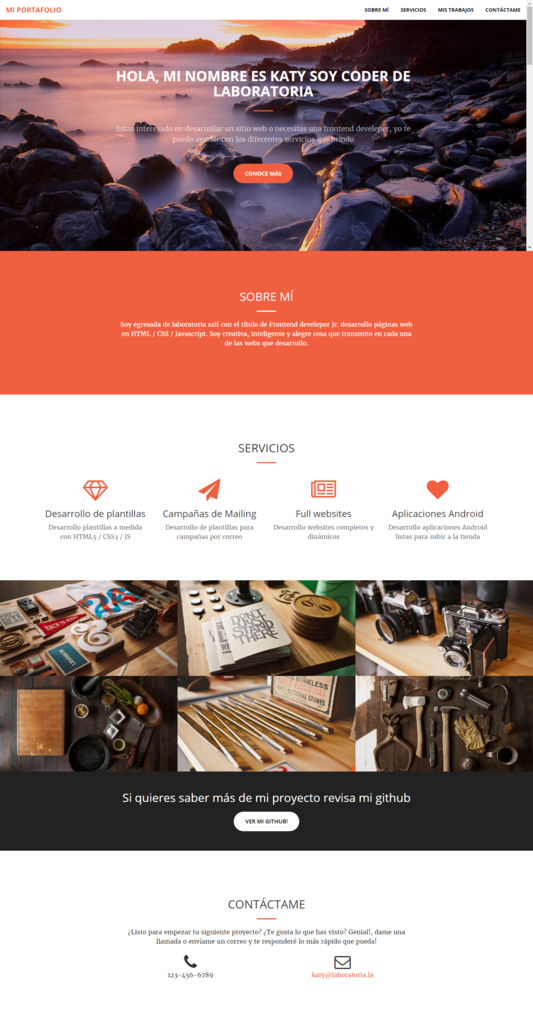 MI PORTAFOLIO
SOBRE MÍ SERVICIOS MIS TRABAJOS CONTÁCTAME
HOLA, MI NOMBRE ES KATY SOY CODER DE
LABORATORIA
Estas interesado en desarrollar un sitio web o necesitas una frontend develeper, yo te
puedo ayudar con los diferentes servicios que brindo
CONOCE MÁS
SOBRE MÍ
Soy egresada de laboratoria salí con el título de Frontend develepor Jr. desarrollo páginas web
en HTML / CSS / Javascript. Soy creativa, inteligente y alegre cosa que transmito en cada una
de las webs que desarrollo.
SERVICIOS
Desarrollo de plantillas
Desarrollo plantillas a medida
con HTML5 / CSS3 / JS
Campañas de Mailing
Desarrollo de plantillas para
campañas por correo
Full websites
Desarrollo websites completos y
dinámicos
Aplicaciones Android
Desarrollo aplicaciones Android
listas para subir a la tienda
DON'T
JUST
STAND
THERE
Si quieres saber más de mi proyecto revisa mi github
VER MI GITHUB!
CONTÁCTAME
¿Listo para empezar tu siguiente proyecto? ¿Te gusta lo que has visto? Genial!, dame una
llamada o envíame un correo y te responderé lo más rápido que pueda!
123-456-6789
katy@laboratoria.la